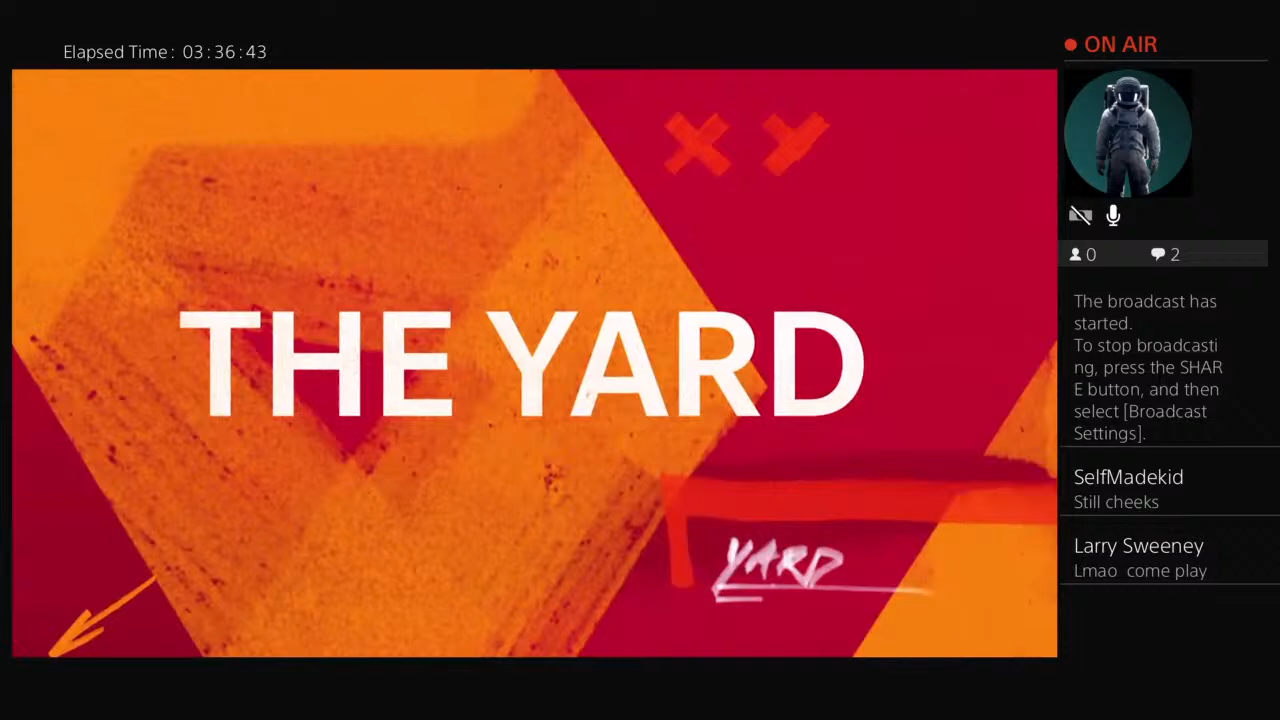 Elapsed Time: 03:36:43
ON AIR
THE YARD
YARD
0
2
The broadcast has
started.
To stop broadcasti
ng, press the SHAR
E button, and then
select [Broadcast
Settings].
SelfMadekid
Still cheeks
Larry Sweeney
Lmao come play